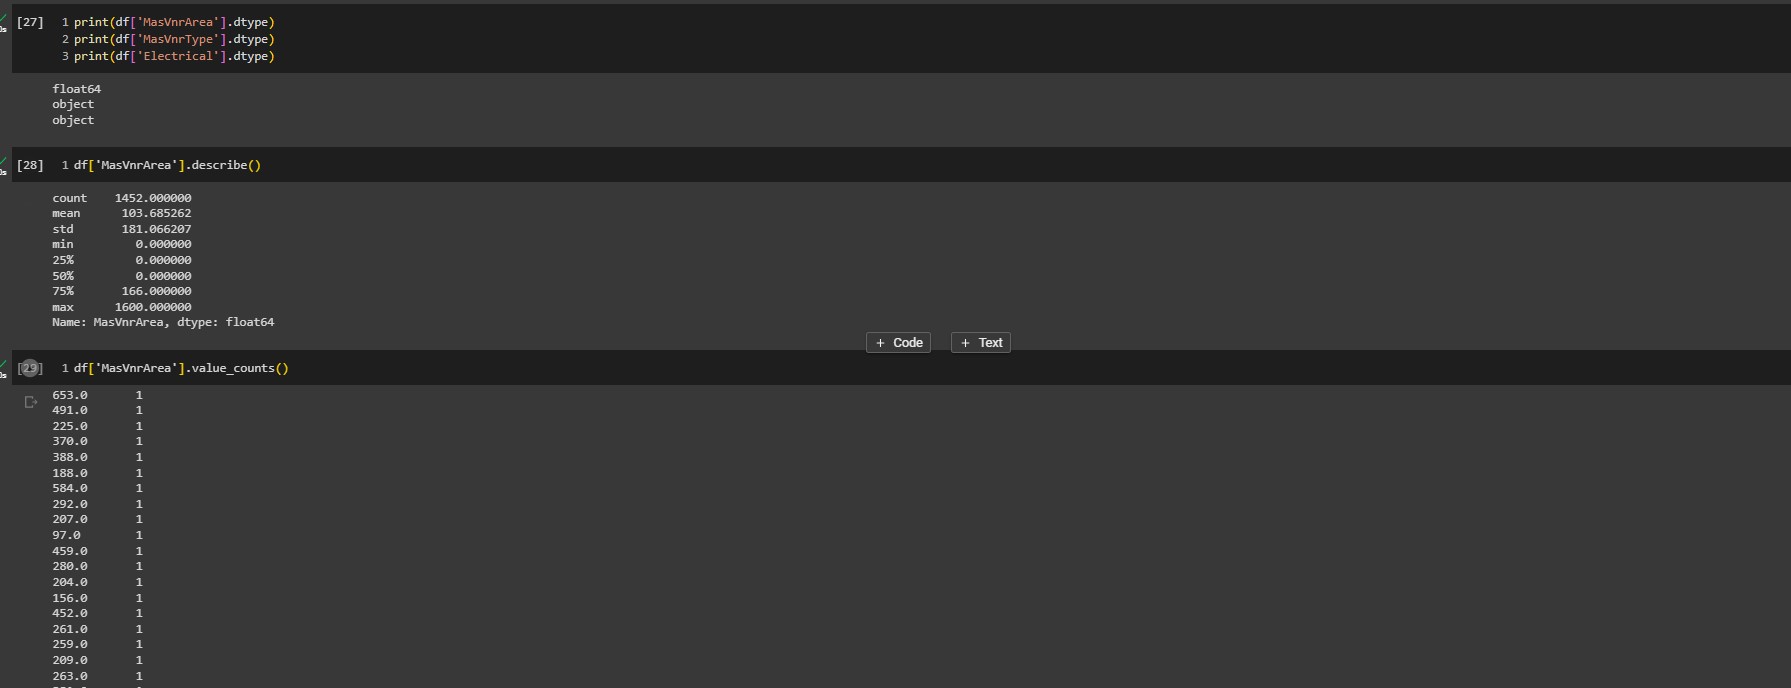 [27] 1 print(df['MasVnrArea'].dtype)
2 print(df['MasVnrType'].dtype)
3 print(df['Electrical'].dtype)
float64
object
object
[28] 1 df['MasVnrArea'].describe()
count 1452.000000
mean 103.685262
std 181.066207
min 0.000000
25% 0.000000
50% 0.000000
75% 166.000000
max 1600.000000
Name: MasVnrArea, dtype: float64
+ Code + Text
[29] 1 df['MasVnrArea'].value_counts()
653.0 1
491.0 1
225.0 1
370.0 1
388.0 1
188.0 1
584.0 1
292.0 1
207.0 1
97.0 1
459.0 1
280.0 1
204.0 1
156.0 1
452.0 1
261.0 1
259.0 1
209.0 1
263.0 1